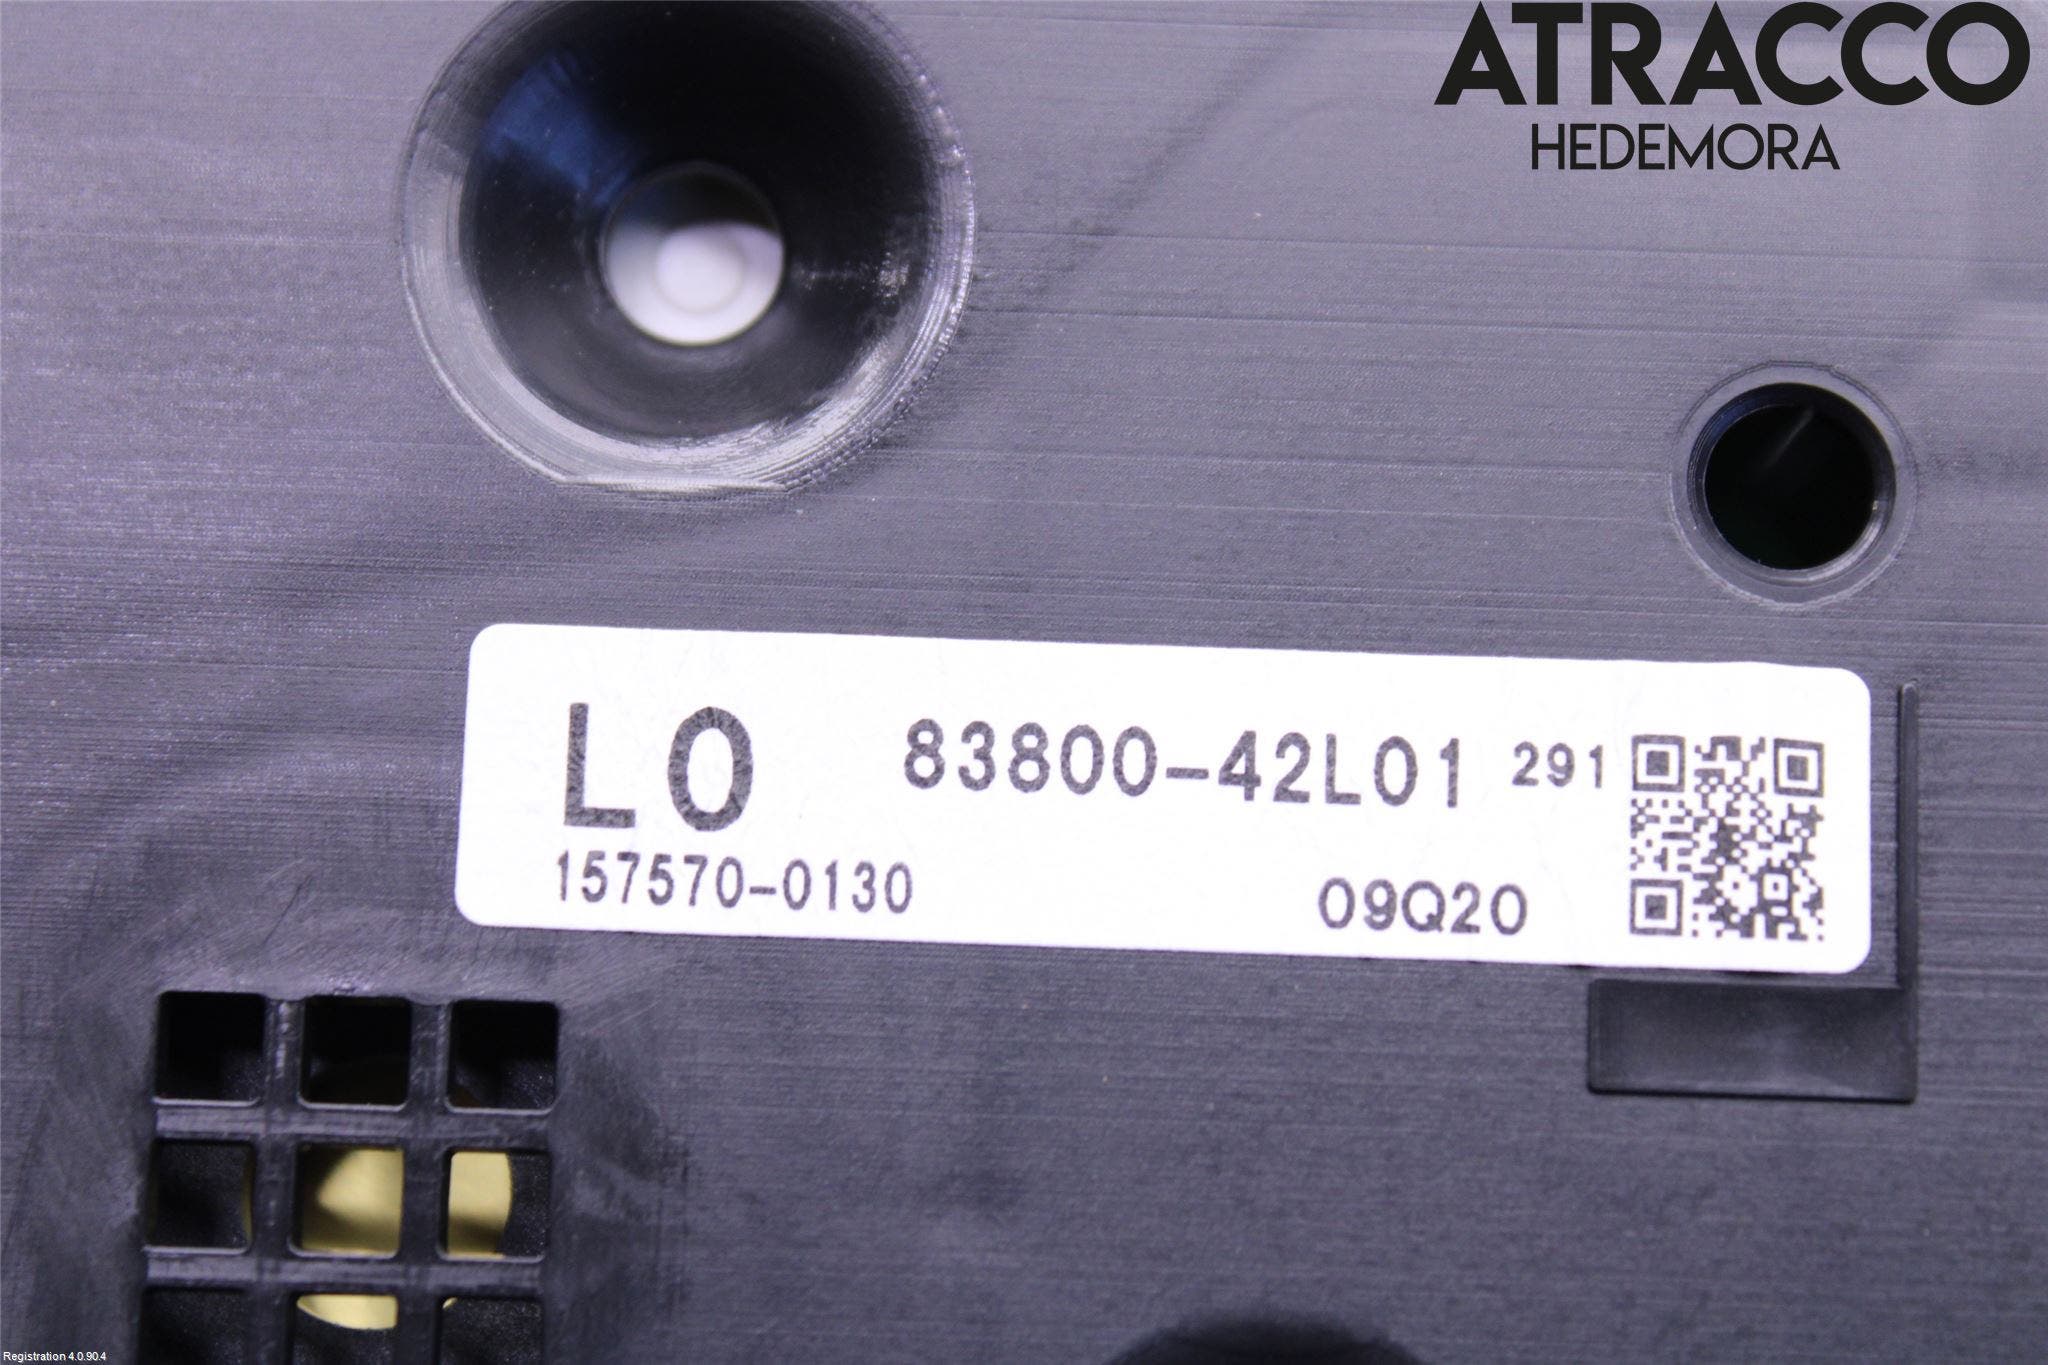 ATRACCO
HEDEMORA
LO 83800-42L01 291
157570-0130 09Q20
Registration 4.0.90.4